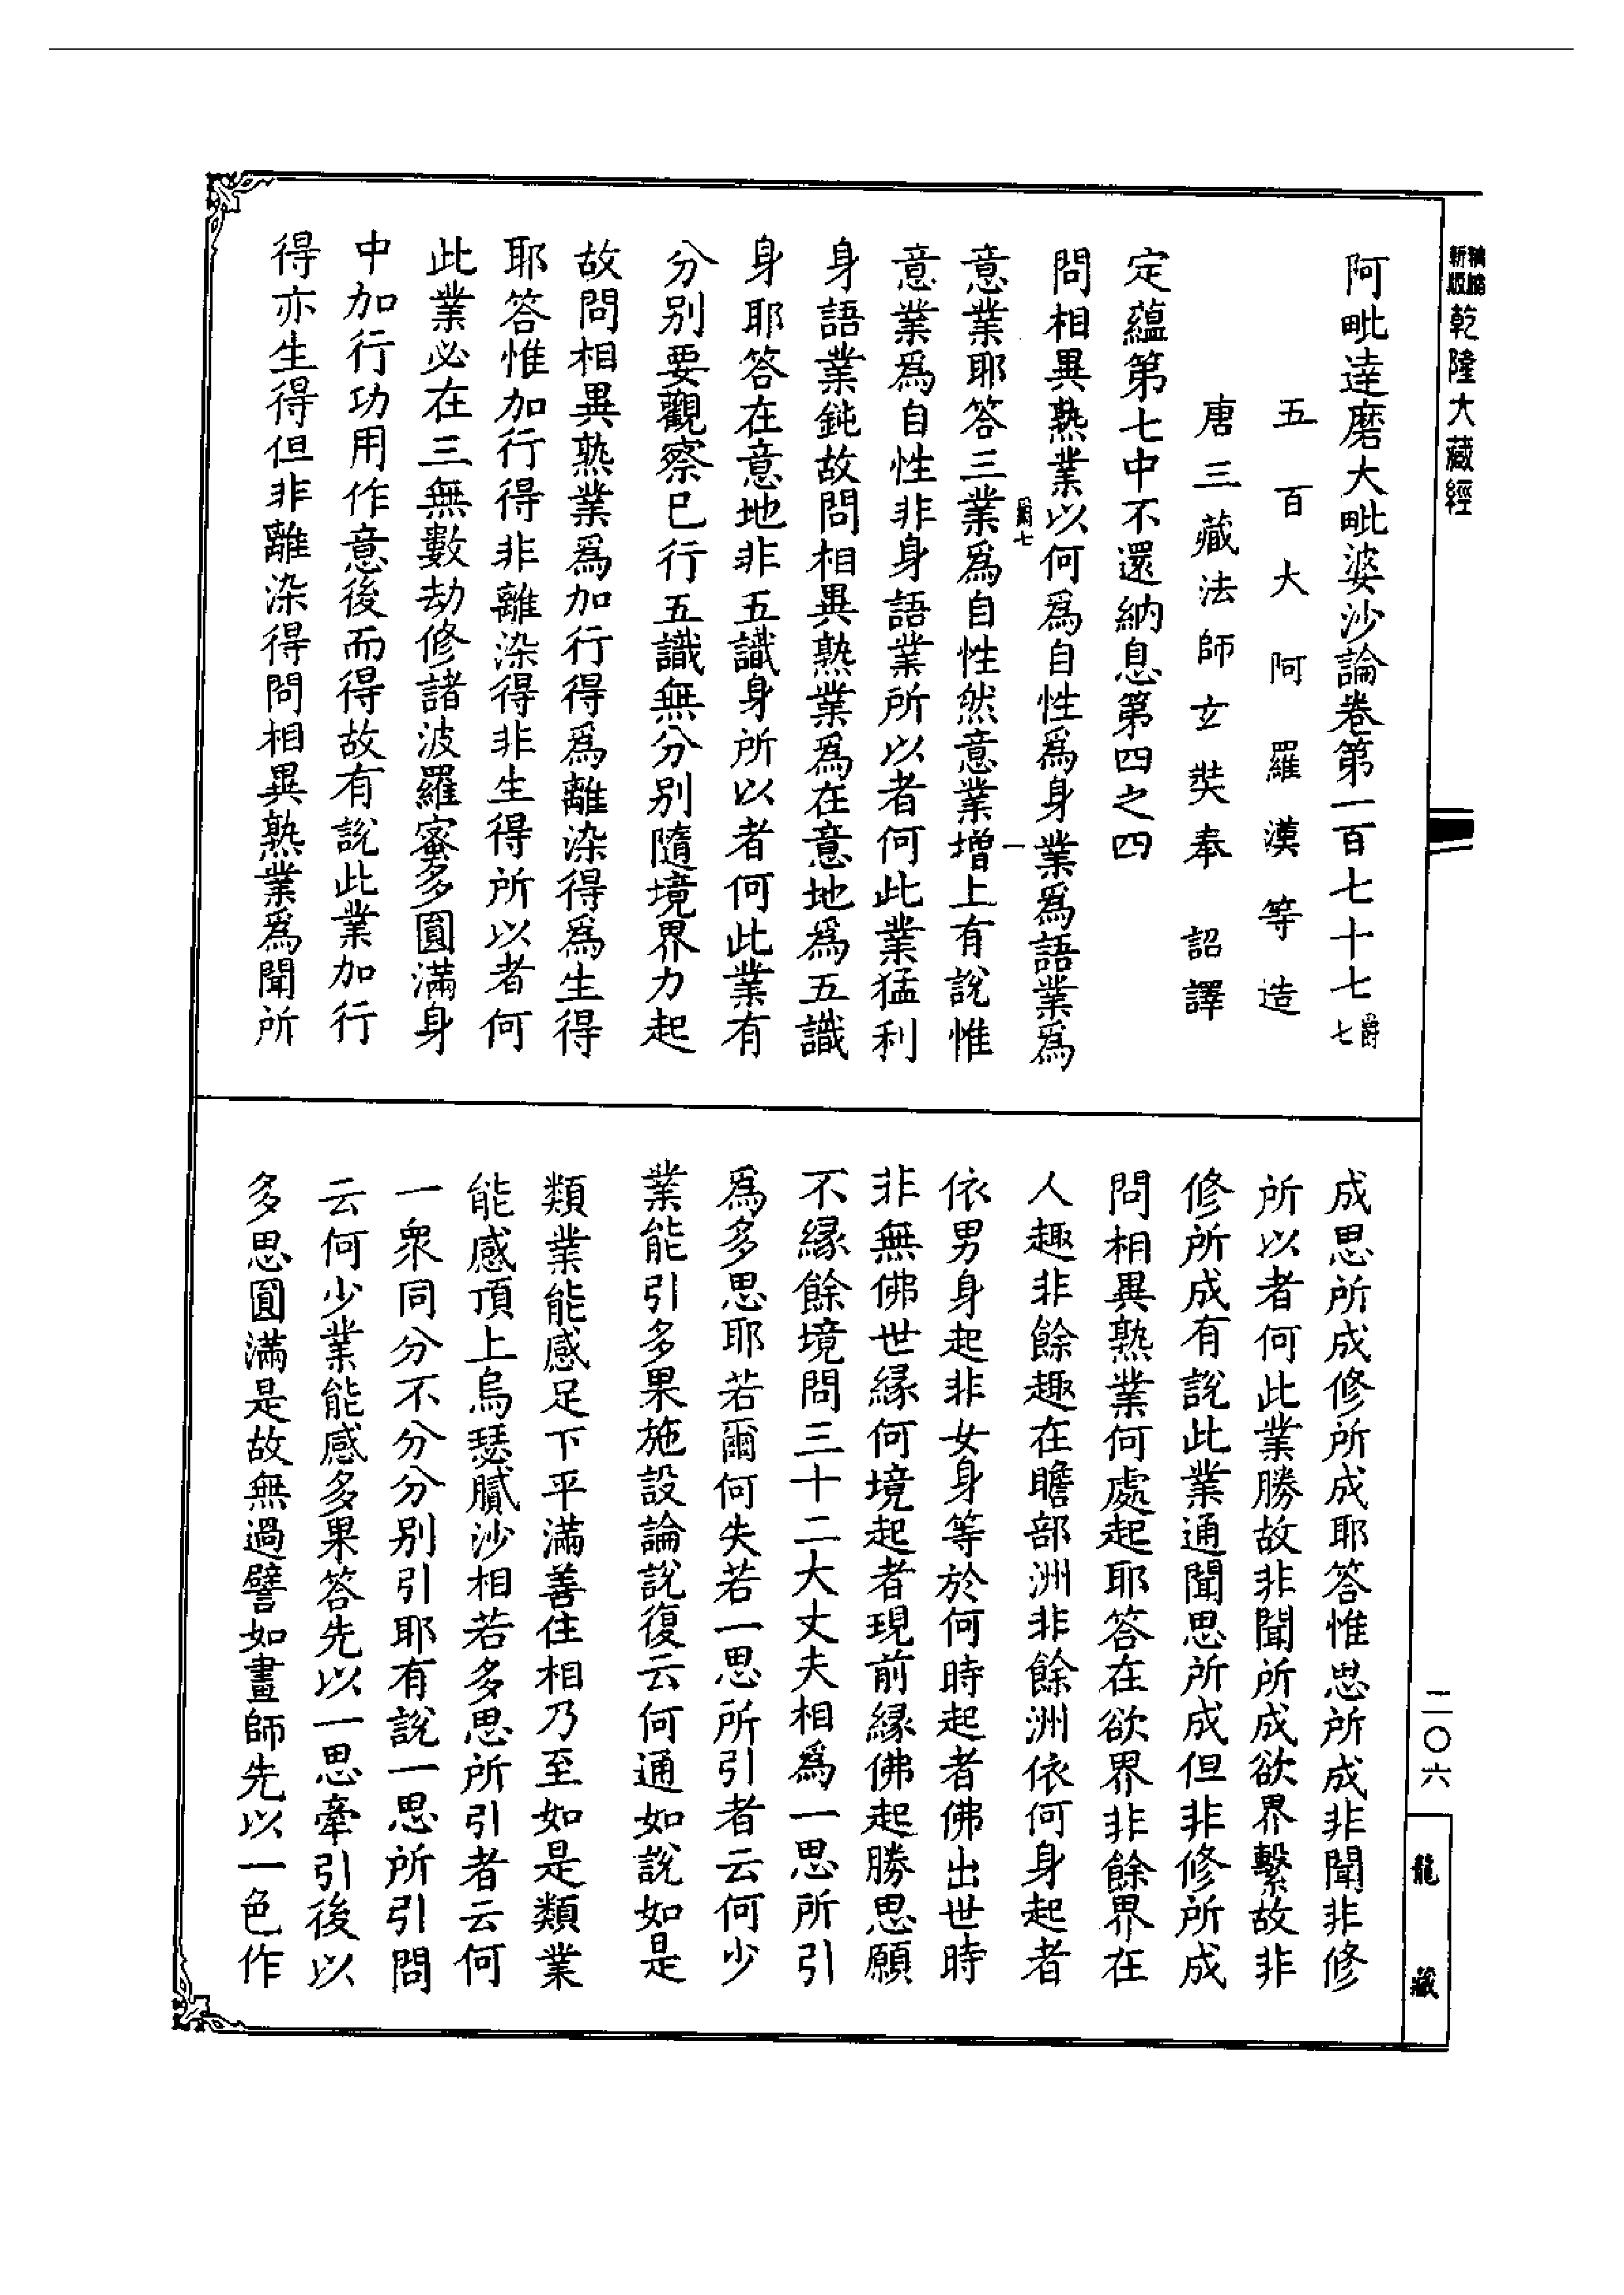 新版 乾隆大藏經
阿毗達磨大毗婆沙論卷第一百七十七 爵七
五百大阿羅漢等造
唐三藏法師玄奘奉 詔譯
定蘊第七中不還納息第四之四
問相異熟業以何爲自性爲身業爲語業爲
爵七 一
意業耶答三業爲自性然意業增上有說惟
意業爲自性非身語業所以者何此業猛利
身語業鈍故問相異熟業爲在意地爲五識
身耶答在意地非五識身所以者何此業有
分别要觀察已行五識無分别隨境界力起
故問相異熟業爲加行得爲離染得爲生得
耶答惟加行得非離染得非生得所以者何
此業必在三無數劫修諸波羅蜜多圓滿身
中加行功用作意後而得故有說此業加行
得亦生得但非離染得問相異熟業爲聞所
成思所成修所成耶答惟思所成非聞非修
所以者何此業勝故非聞所成欲界繫故非
修所成有說此業通聞思所成但非修所成
問相異熟業何處起耶答在欲界非餘界在
人趣非餘趣在贍部洲非餘洲依何身起者
依男身起非女身等於何時起者佛出世時
非無佛世緣何境起者現前緣佛起勝思願
不緣餘境問三十二大丈夫相爲一思所引
爲多思耶若爾何失若一思所引者云何少
業能引多果施設論說復云何通如說如是
類業能感足下平滿善住相乃至如是類業
能感頂上烏瑟膩沙相若多思所引者云何
一衆同分不分分别引耶有說一思所引問
云何少業能感多果答先以一思牽引後以
多思圓滿是故無過譬如畫師先以一色作
二〇六
龍藏